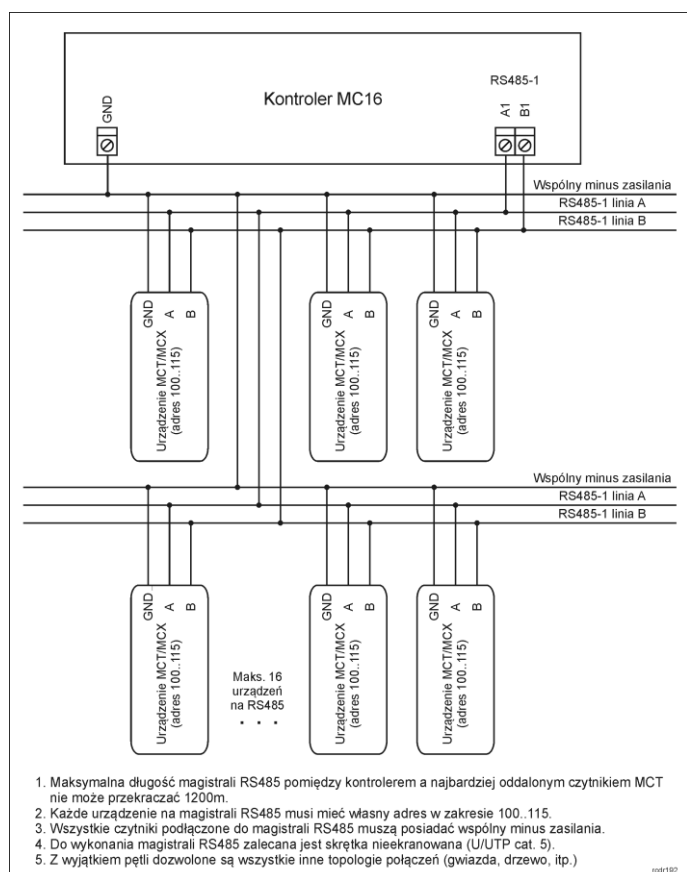 Kontroler MC16
RS485-1
GND
A1
B1
Wspólny minus zasilania
RS485-1 linia A
RS485-1 linia B
GND
A
B
Urządzenie MCT/MCX
(adres 100..115)
GND
A
B
Urządzenie MCT/MCX
(adres 100..115)
GND
A
B
Urządzenie MCT/MCX
(adres 100..115)
Wspólny minus zasilania
RS485-1 linia A
RS485-1 linia B
GND
A
B
Urządzenie MCT/MCX
(adres 100..115)
Maks. 16
urządzeń
na RS485
. . .
GND
A
B
Urządzenie MCT/MCX
(adres 100..115)
GND
A
B
Urządzenie MCT/MCX
(adres 100..115)
1. Maksymalna długość magistrali RS485 pomiędzy kontrolerem a najbardziej oddalonym czytnikiem MCT
nie może przekraczać 1200m.
2. Każde urządzenie na magistrali RS485 musi mieć własny adres w zakresie 100..115.
3. Wszystkie czytniki podłączone do magistrali RS485 muszą posiadać wspólny minus zasilania.
4. Do wykonania magistrali RS485 zalecana jest skrętka nieekranowana (U/UTP cat. 5).
5. Z wyjątkiem pętli dozwolone są wszystkie inne topologie połączeń (gwiazda, drzewo, itp.)